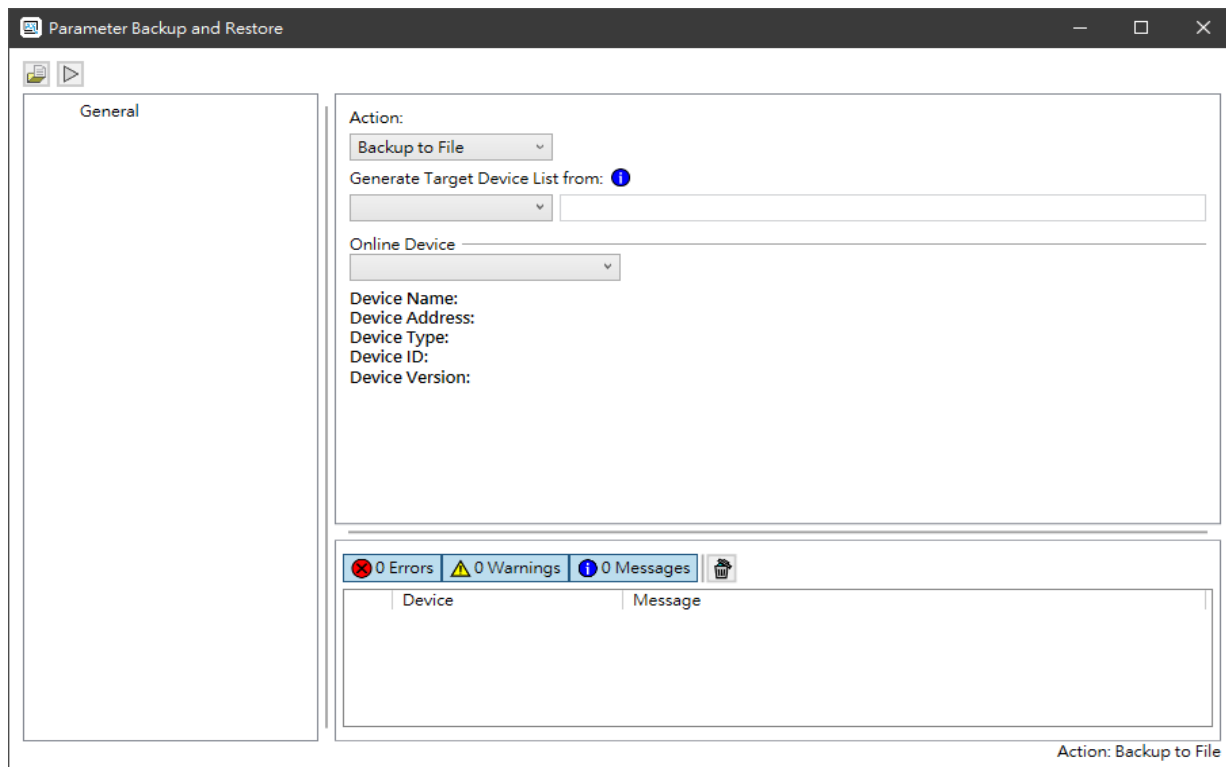 Parameter Backup and Restore
General
Action:
Backup to File
Generate Target Device List from:
Online Device
Device Name:
Device Address:
Device Type:
Device ID:
Device Version:
0 Errors 0 Warnings 0 Messages
Device Message
Action: Backup to File